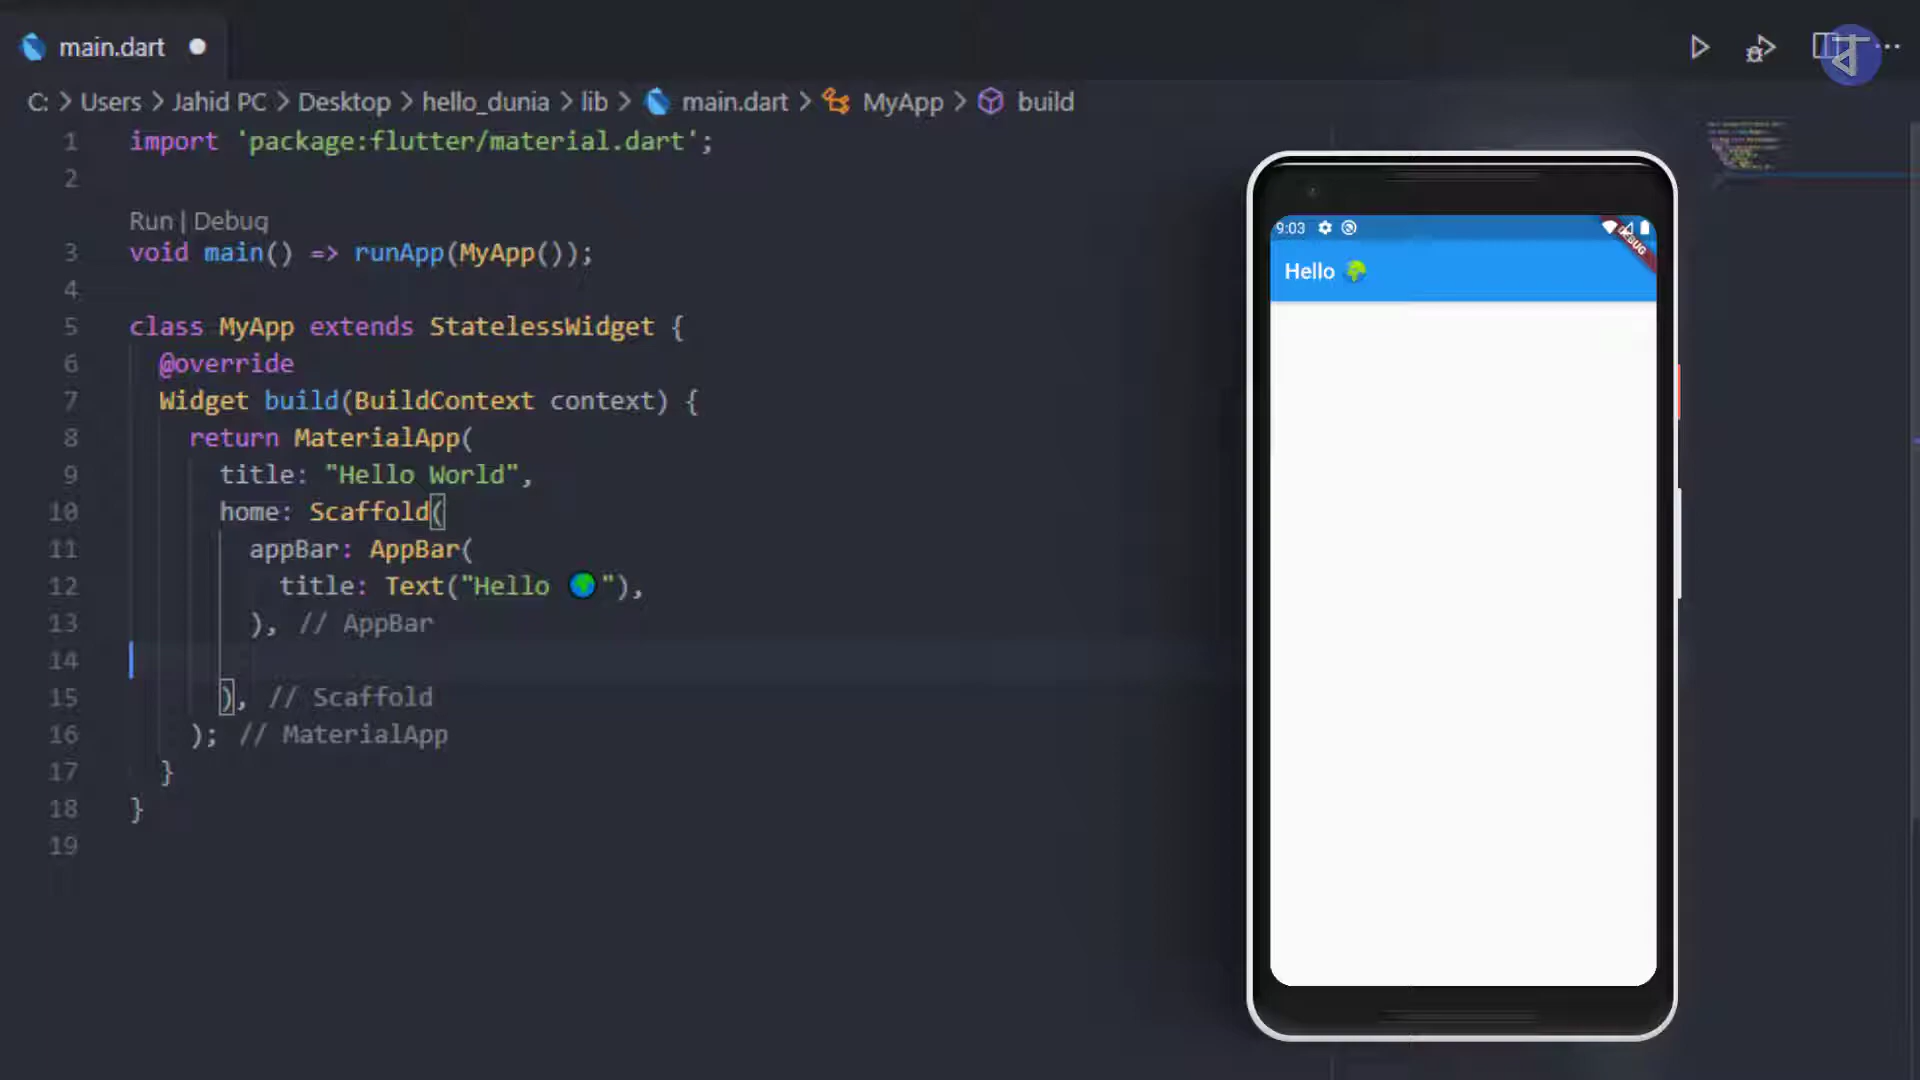 main.dart
C: > Users > Jahid PC > Desktop > hello_dunia > lib > main.dart > MyApp > build
1 import 'package:flutter/material.dart';
2
Run | Debug
3 void main() => runApp(MyApp());
4
5 class MyApp extends StatelessWidget {
6 @override
7 Widget build(BuildContext context) {
8 return MaterialApp(
9 title: "Hello World",
10 home: Scaffold(
11 appBar: AppBar(
12 title: Text("Hello 🌍"),
13 ), // AppBar
14
15 ), // Scaffold
16 ); // MaterialApp
17 }
18 }
19
9:03
DEBUG
Hello 🌍